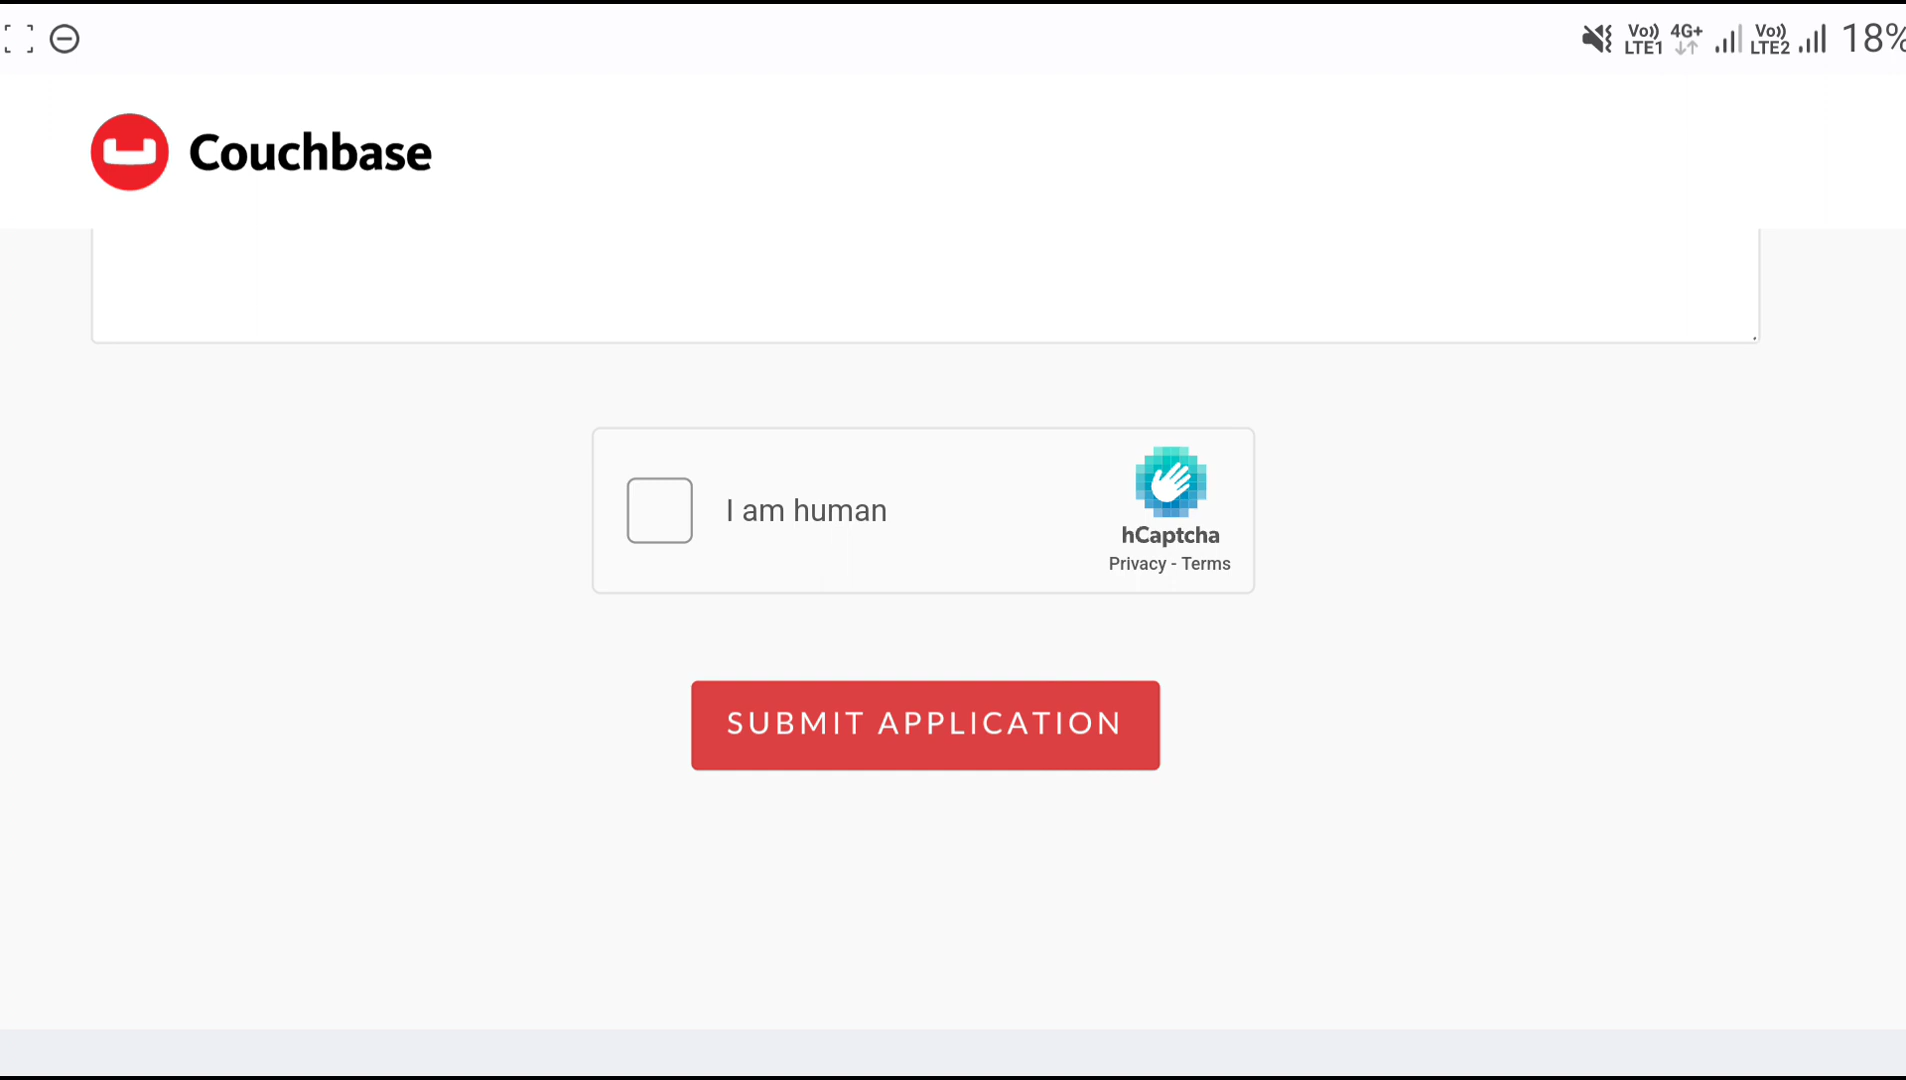 Vo)) LTE1 4G+ Vo)) LTE2 18%
Couchbase
I am human
hCaptcha
Privacy - Terms
SUBMIT APPLICATION